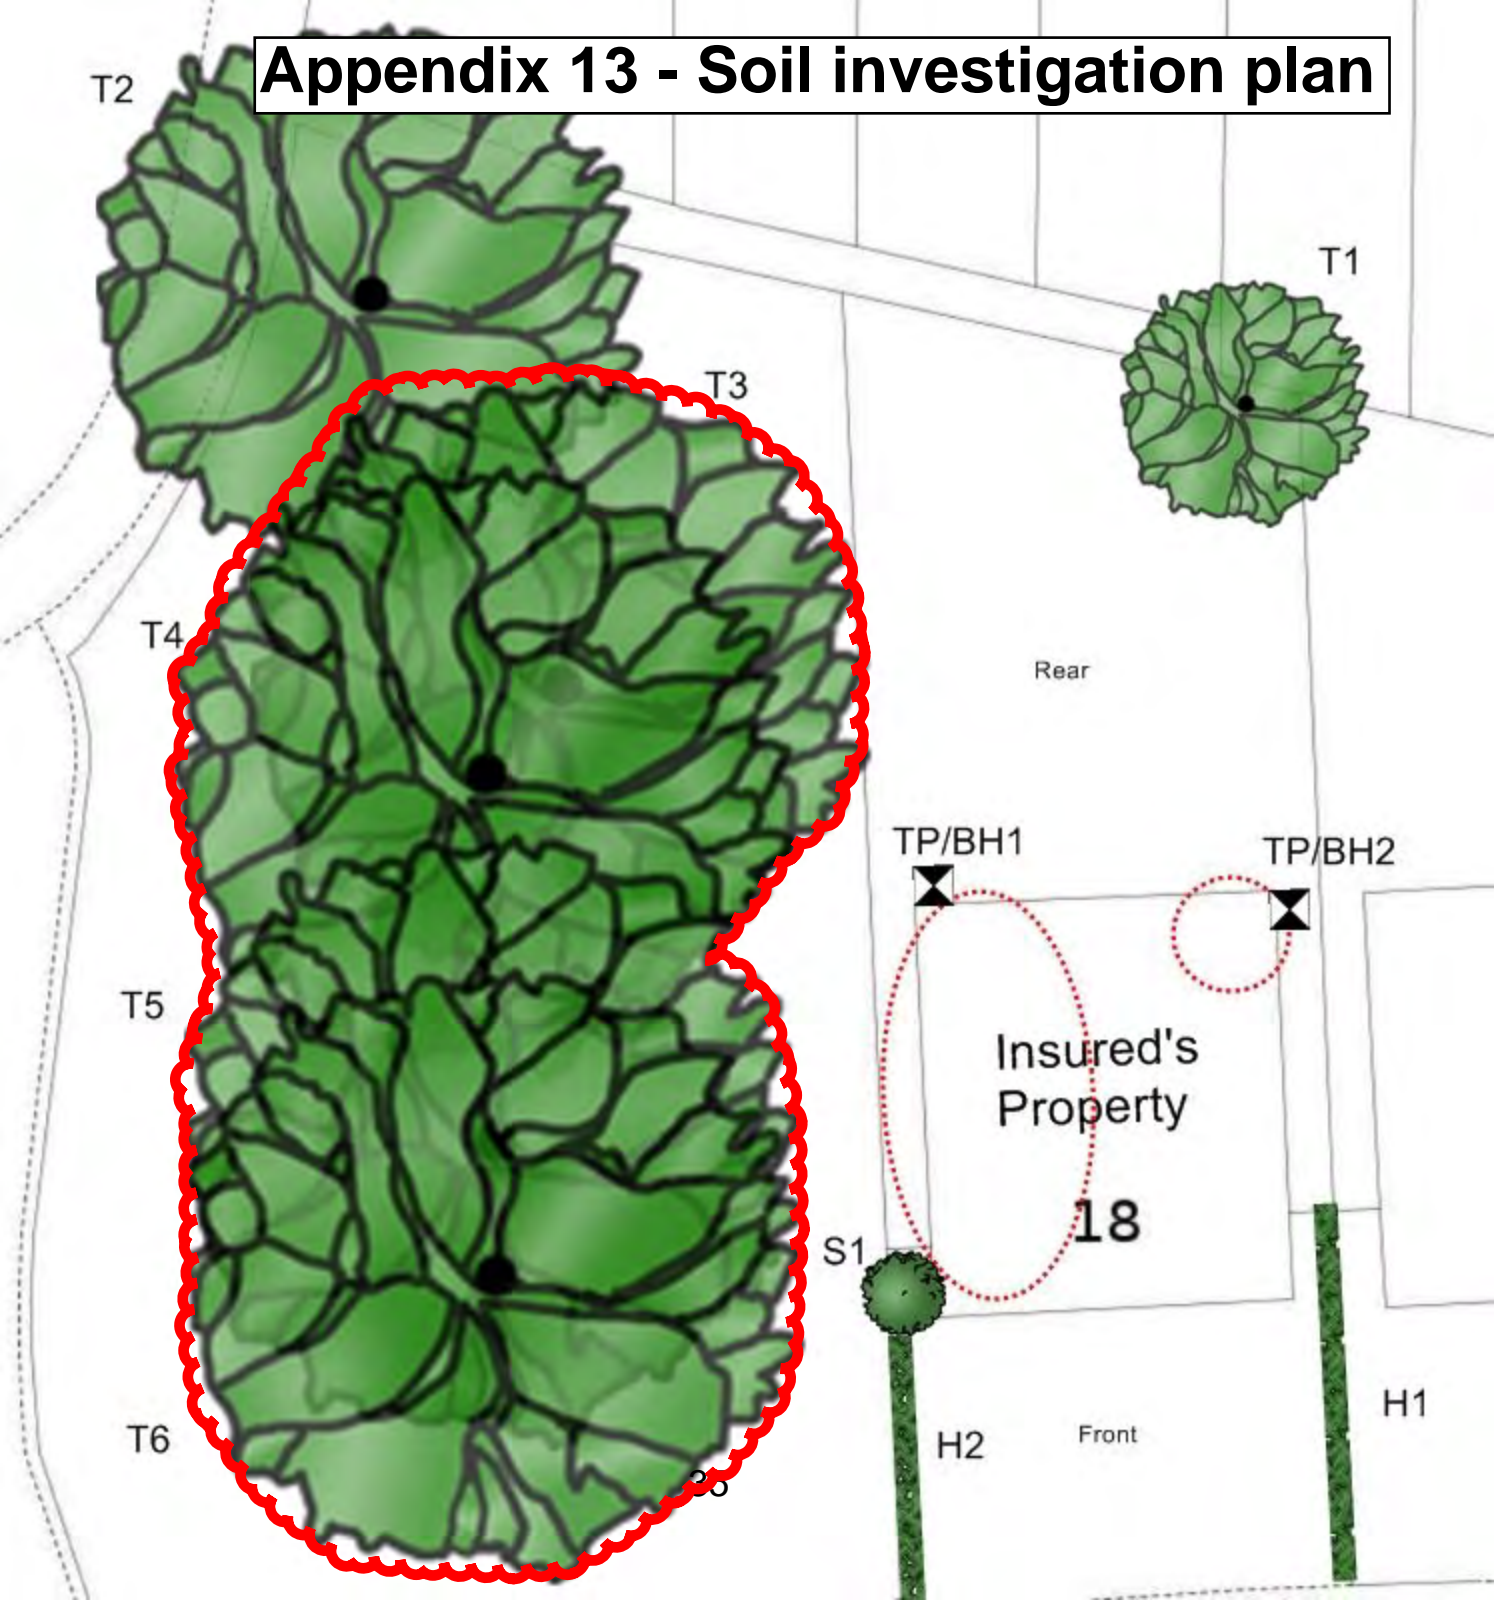 Appendix 13 - Soil investigation plan
T2
T1
T3
T4
Rear
TP/BH1
TP/BH2
T5
Insured's
Property
18
S1
T6
H2
Front
H1